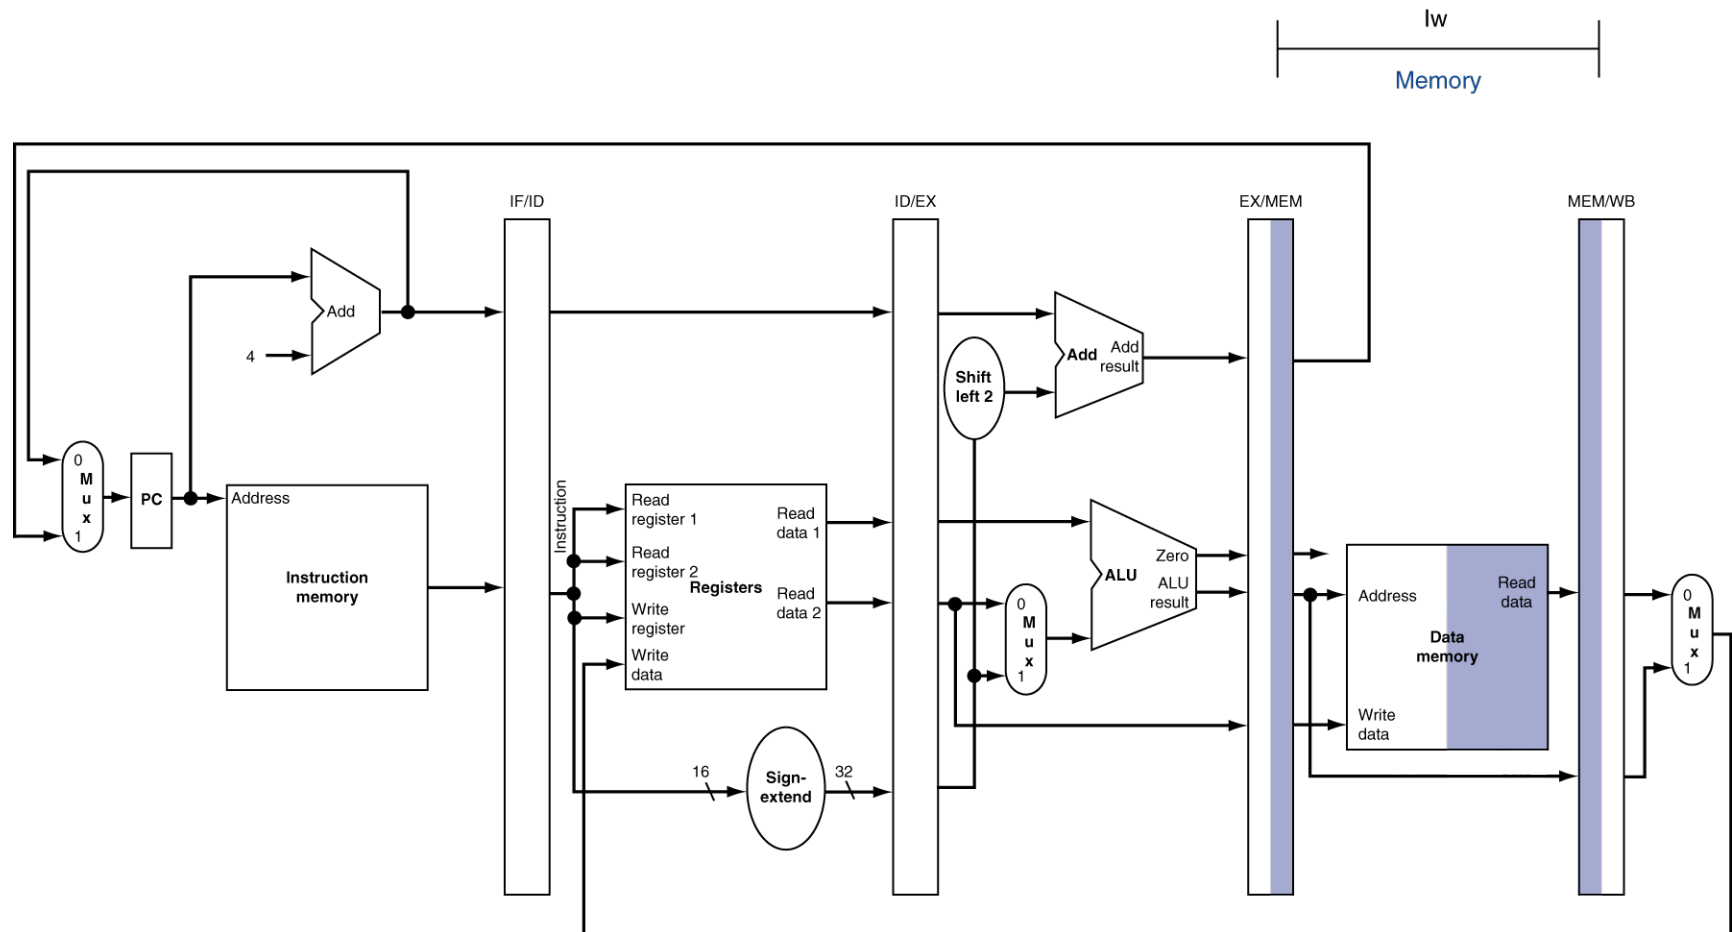 lw
Memory
IF/ID
ID/EX
EX/MEM
MEM/WB
Add
4
Add
Add
result
Shift
left 2
0
M
u
x
1
PC
Address
Instruction
memory
Instruction
Read
register 1
Read
register 2
Registers
Write
register
Write
data
Read
data 1
Read
data 2
16
Sign-
extend
32
0
M
u
x
1
Zero
ALU
ALU
result
Address
Read
data
Data
memory
Write
data
0
M
u
x
1